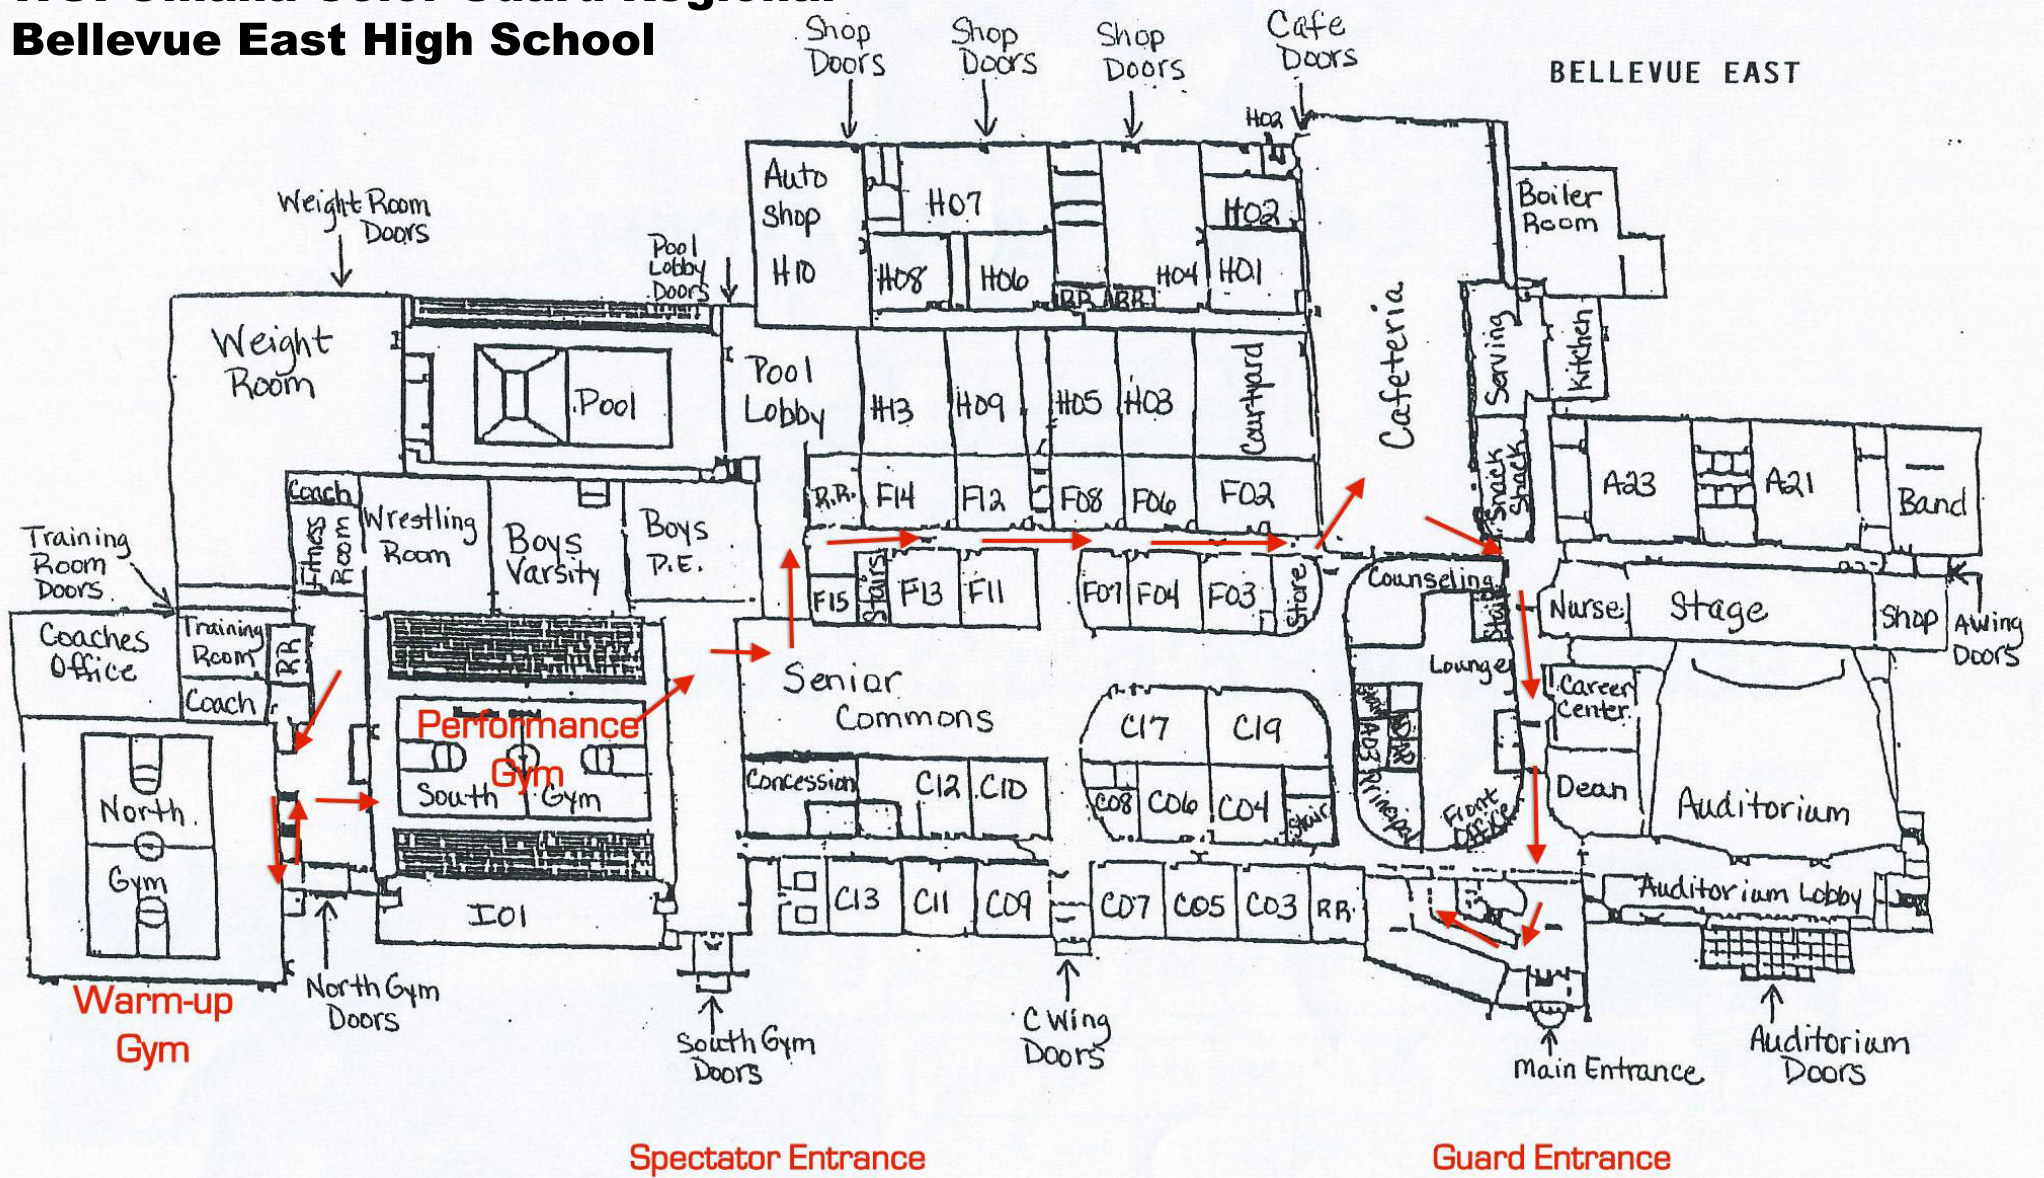 Bellevue East High School
BELLEVUE EAST
Shop
Doors
Shop
Doors
Shop
Doors
Cafe
Doors
H02
Weight Room
Doors
Pool
Lobby
Doors
Auto
Shop
H10
H07
H08
H06
RR
RR
H04
H02
H01
Boiler
Room
Weight
Room
Pool
Pool
Lobby
H13
H09
H05
H03
Courtyard
Cafeteria
Serving
Kitchen
Snack
Shack
Coach
Fitness
Room
Wrestling
Room
Boys
Varsity
Boys
P.E.
R.R.
F14
F12
F08
F06
F02
A23
A21
Band
Training
Room
Doors
F15
Stairs
F13
F11
F07
F04
F03
Store
Counseling
Nurse
Stage
Shop
A Wing
Doors
Coaches
Office
Training
Room
RR
Coach
Senior
Commons
Lounge
Career
Center
Performance
Gym
South Gym
C17
C19
A03
Principal
Front
Office
Dean
Auditorium
North
Gym
Concession
C12
C10
C08
C06
C04
Stair
I01
C13
C11
C09
C07
C05
C03
RR
Auditorium Lobby
Warm-up
Gym
North Gym
Doors
South Gym
Doors
C Wing
Doors
Main Entrance
Auditorium
Doors
Spectator Entrance
Guard Entrance